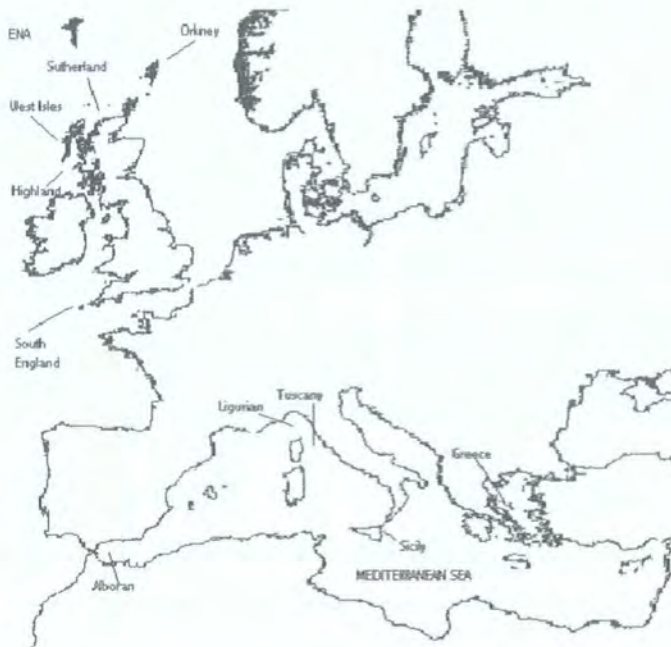 ENA
Orkney
Sutherland
West Isles
Highland
South
England
Tuscany
Ligurian
Greece
Sicily
MEDITERRANEAN SEA
Alboran